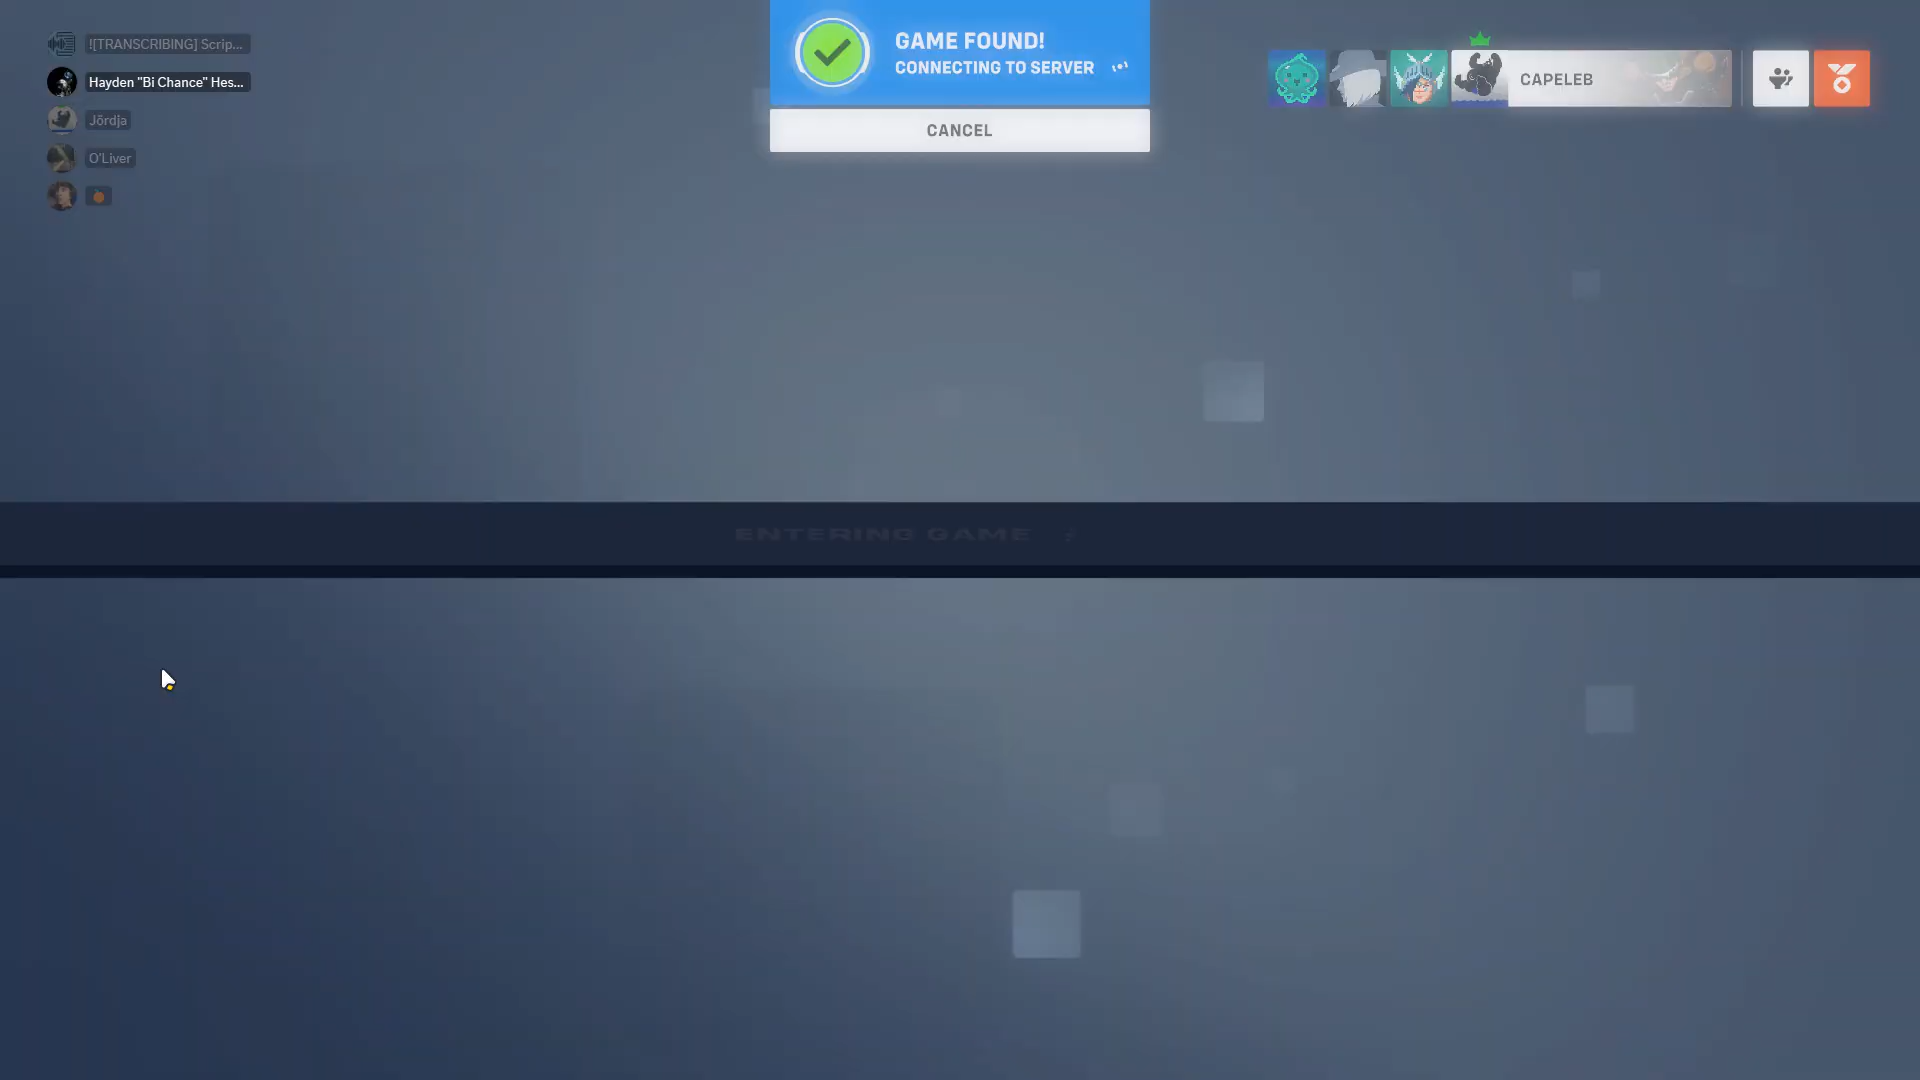 ![TRANSCRIBING] Scrip...
Hayden "Bi Chance" Hes...
Jördja
O'Liver
GAME FOUND!
CONNECTING TO SERVER
CANCEL
CAPELEB
ENTERING GAME